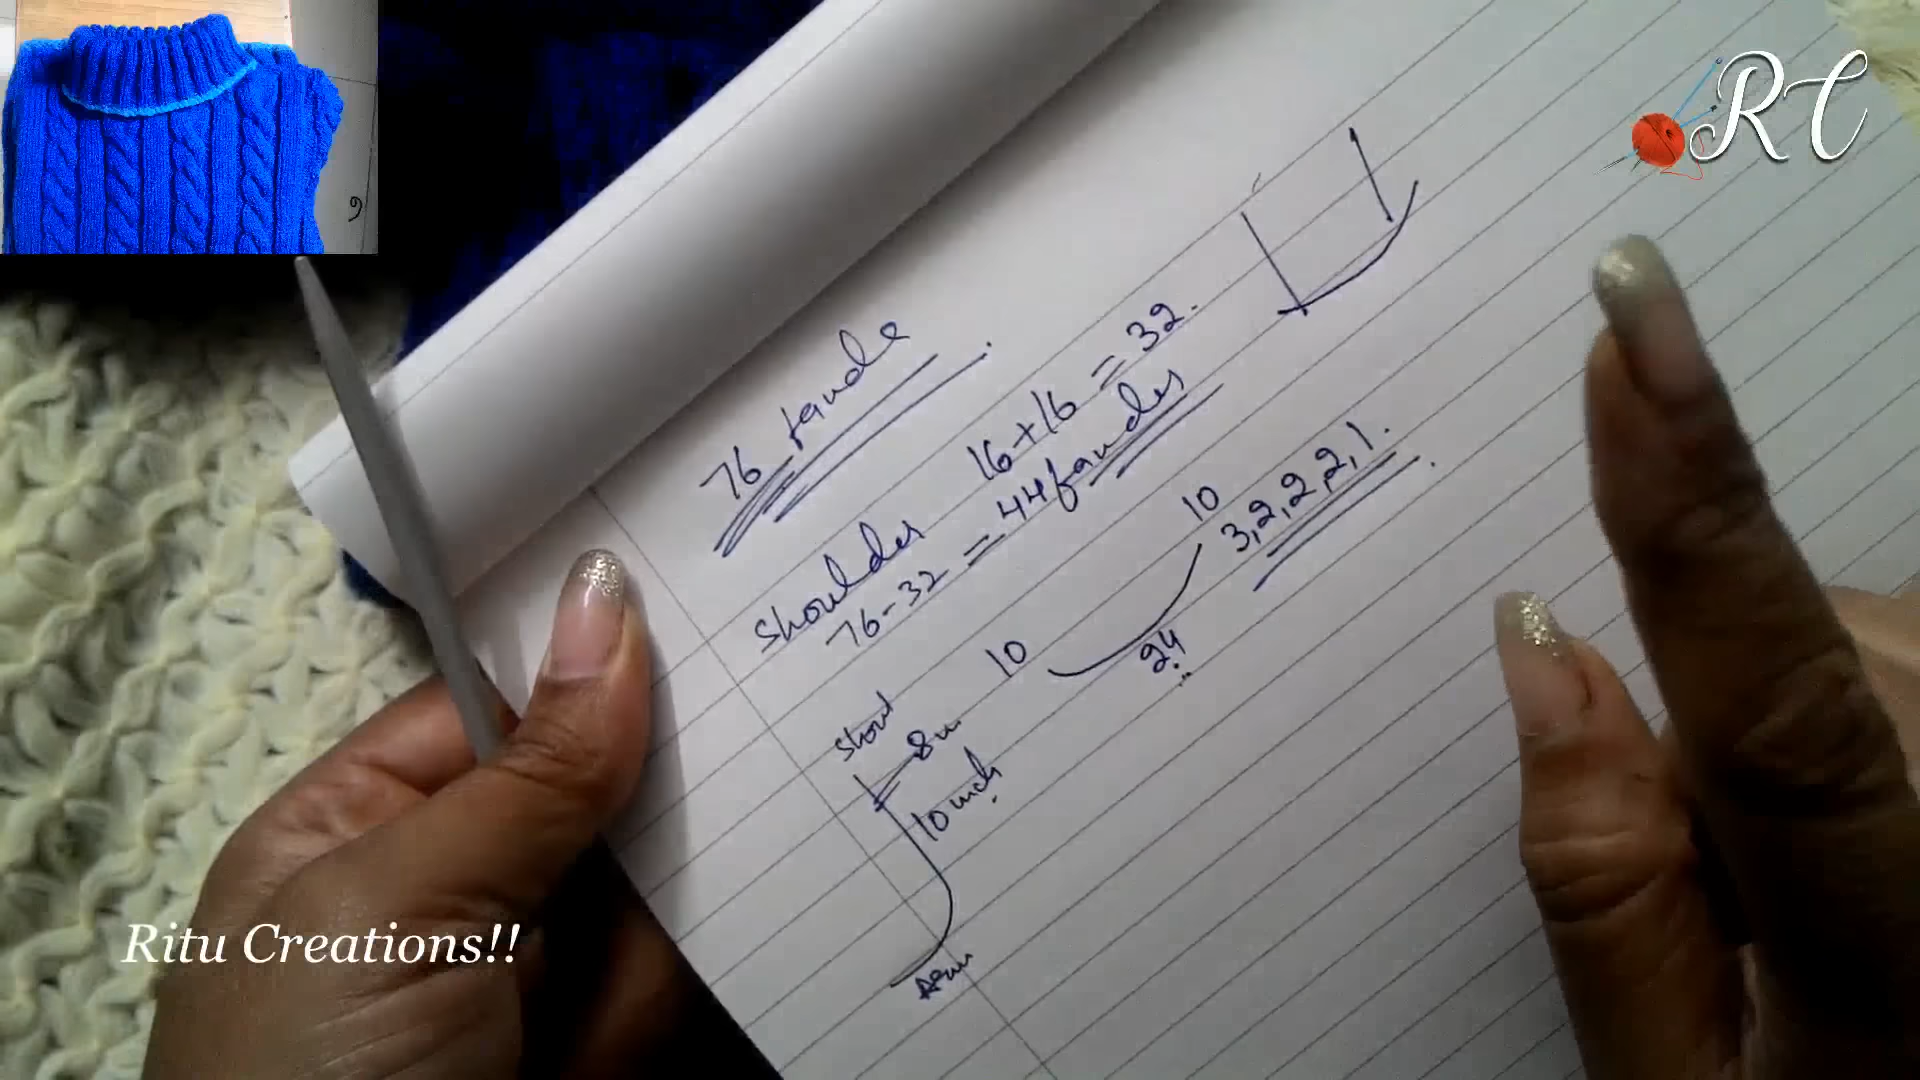 RC
76 fande
Shoulder 16+16 = 32.
76-32 = 44 fandes
10 24 10
3,2,2,2,1.
Shoul
8in
10 inch
Arm
Ritu Creations!!